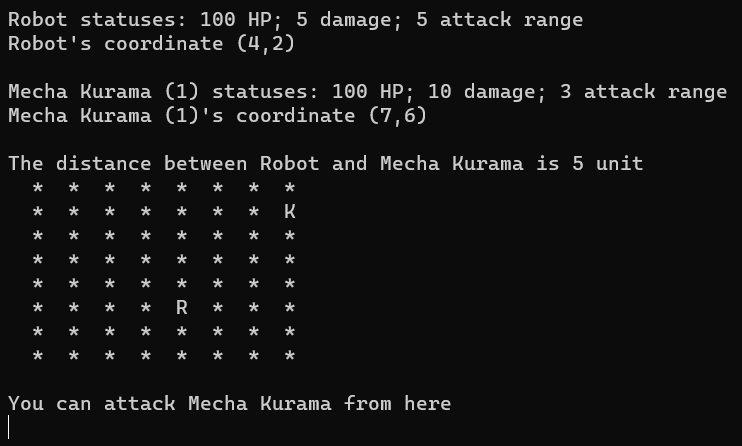 Robot statuses: 100 HP; 5 damage; 5 attack range
Robot's coordinate (4,2)
Mecha Kurama (1) statuses: 100 HP; 10 damage; 3 attack range
Mecha Kurama (1)'s coordinate (7,6)
The distance between Robot and Mecha Kurama is 5 unit
* * * * * * * *
* * * * * * * K
* * * * * * * *
* * * * * * * *
* * * * * * * *
* * * * R * * *
* * * * * * * *
* * * * * * * *
You can attack Mecha Kurama from here